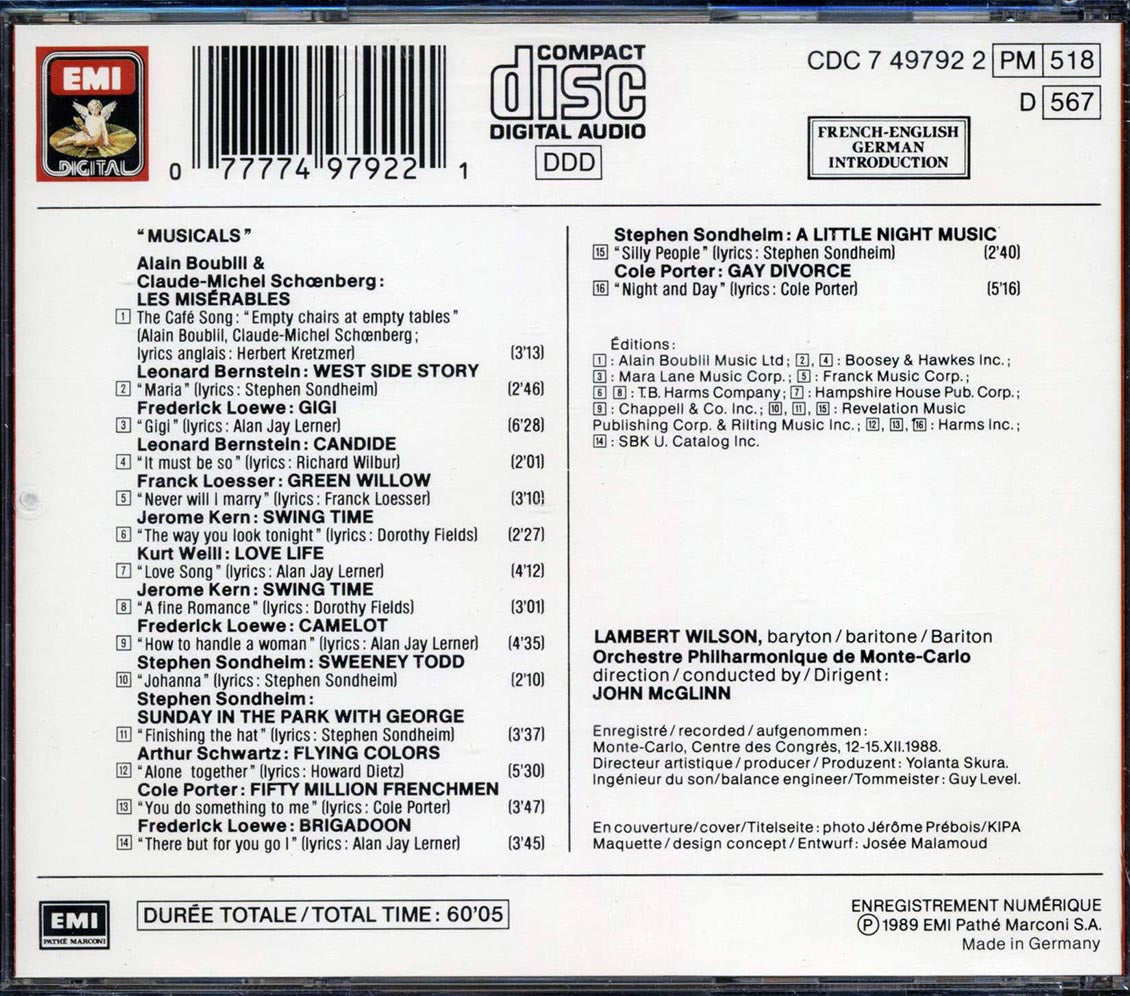 EMI
DIGITAL
0 77774 97922 1
COMPACT
disc
DIGITAL AUDIO
DDD
CDC 7 49792 2 PM 518
D 567
FRENCH-ENGLISH
GERMAN
INTRODUCTION
“MUSICALS”
Alain Boublil &
Claude-Michel Schœnberg:
LES MISÉRABLES
1 The Café Song: “Empty chairs at empty tables”
(Alain Boublil, Claude-Michel Schœnberg;
lyrics anglais: Herbert Kretzmer) (3'13)
Leonard Bernstein: WEST SIDE STORY
2 “Maria” (lyrics: Stephen Sondheim) (2'46)
Frederick Loewe: GIGI
3 “Gigi” (lyrics: Alan Jay Lerner) (6'28)
Leonard Bernstein: CANDIDE
4 “It must be so” (lyrics: Richard Wilbur) (2'01)
Franck Loesser: GREEN WILLOW
5 “Never will I marry” (lyrics: Franck Loesser) (3'10)
Jerome Kern: SWING TIME
6 “The way you look tonight” (lyrics: Dorothy Fields) (2'27)
Kurt Weill: LOVE LIFE
7 “Love Song” (lyrics: Alan Jay Lerner) (4'12)
Jerome Kern: SWING TIME
8 “A fine Romance” (lyrics: Dorothy Fields) (3'01)
Frederick Loewe: CAMELOT
9 “How to handle a woman” (lyrics: Alan Jay Lerner) (4'35)
Stephen Sondheim: SWEENEY TODD
10 “Johanna” (lyrics: Stephen Sondheim) (2'10)
Stephen Sondheim:
SUNDAY IN THE PARK WITH GEORGE
11 “Finishing the hat” (lyrics: Stephen Sondheim) (3'37)
Arthur Schwartz: FLYING COLORS
12 “Alone together” (lyrics: Howard Dietz) (5'30)
Cole Porter: FIFTY MILLION FRENCHMEN
13 “You do something to me” (lyrics: Cole Porter) (3'47)
Frederick Loewe: BRIGADOON
14 “There but for you go I” (lyrics: Alan Jay Lerner) (3'45)
Stephen Sondheim: A LITTLE NIGHT MUSIC
15 “Silly People” (lyrics: Stephen Sondheim) (2'40)
Cole Porter: GAY DIVORCE
16 “Night and Day” (lyrics: Cole Porter) (5'16)
Éditions:
1: Alain Boublil Music Ltd; 2, 4: Boosey & Hawkes Inc.;
3: Mara Lane Music Corp.; 5: Franck Music Corp.;
6 8: T.B. Harms Company; 7: Hampshire House Pub. Corp.;
9: Chappell & Co. Inc.; 10, 11, 15: Revelation Music
Publishing Corp. & Rilting Music Inc.; 12, 13, 16: Harms Inc.;
14: SBK U. Catalog Inc.
LAMBERT WILSON, baryton / baritone / Bariton
Orchestre Philharmonique de Monte-Carlo
direction / conducted by / Dirigent:
JOHN McGLINN
Enregistré / recorded / aufgenommen:
Monte-Carlo, Centre des Congrès, 12-15.XII.1988.
Directeur artistique / producer / Produzent: Yolanta Skura.
Ingénieur du son/balance engineer/Tommeister: Guy Level.
En couverture/cover/Titelseite: photo Jérôme Prébois/KIPA
Maquette / design concept / Entwurf: Josée Malamoud
EMI
PATHÉ MARCONI
DURÉE TOTALE / TOTAL TIME: 60'05
ENREGISTREMENT NUMÉRIQUE
Ⓟ 1989 EMI Pathé Marconi S.A.
Made in Germany